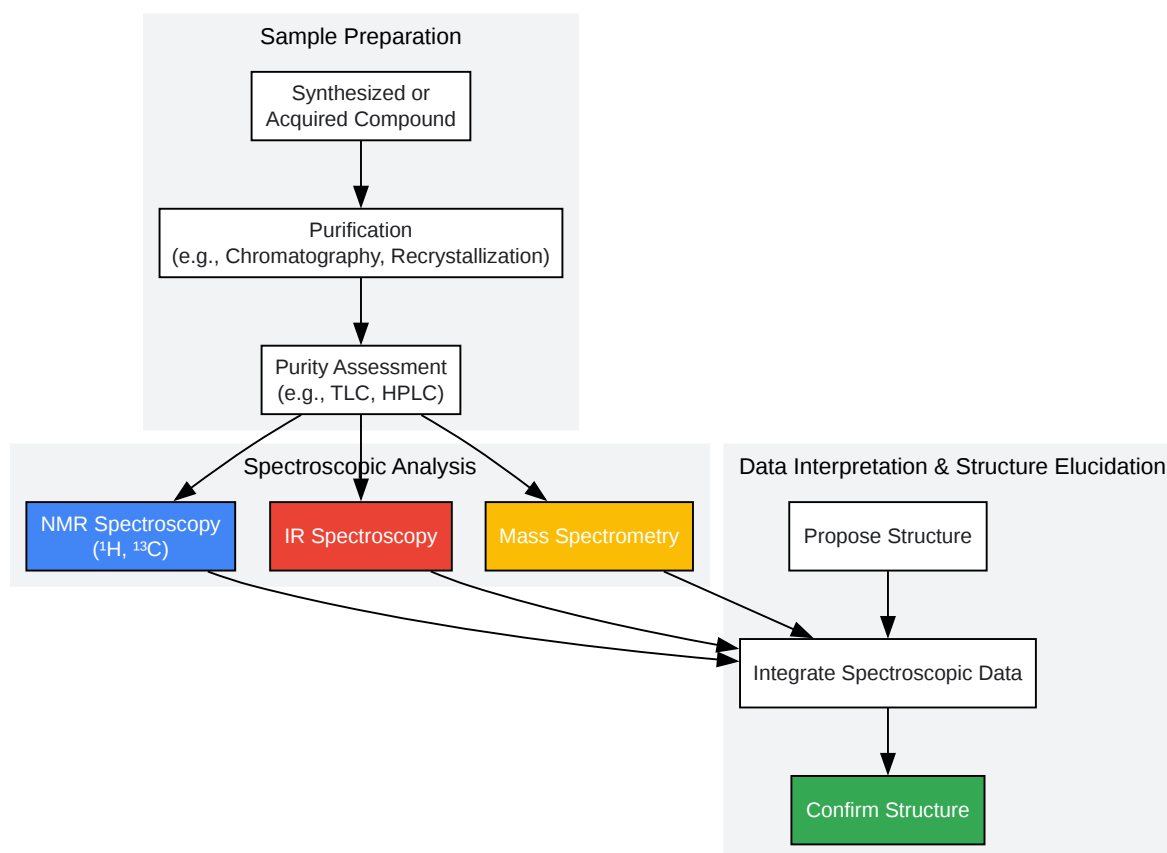 Sample Preparation
Synthesized or
Acquired Compound
Purification
(e.g., Chromatography, Recrystallization)
Purity Assessment
(e.g., TLC, HPLC)
Spectroscopic Analysis
NMR Spectroscopy
(¹H, ¹³C)
IR Spectroscopy
Mass Spectrometry
Data Interpretation & Structure Elucidation
Propose Structure
Integrate Spectroscopic Data
Confirm Structure